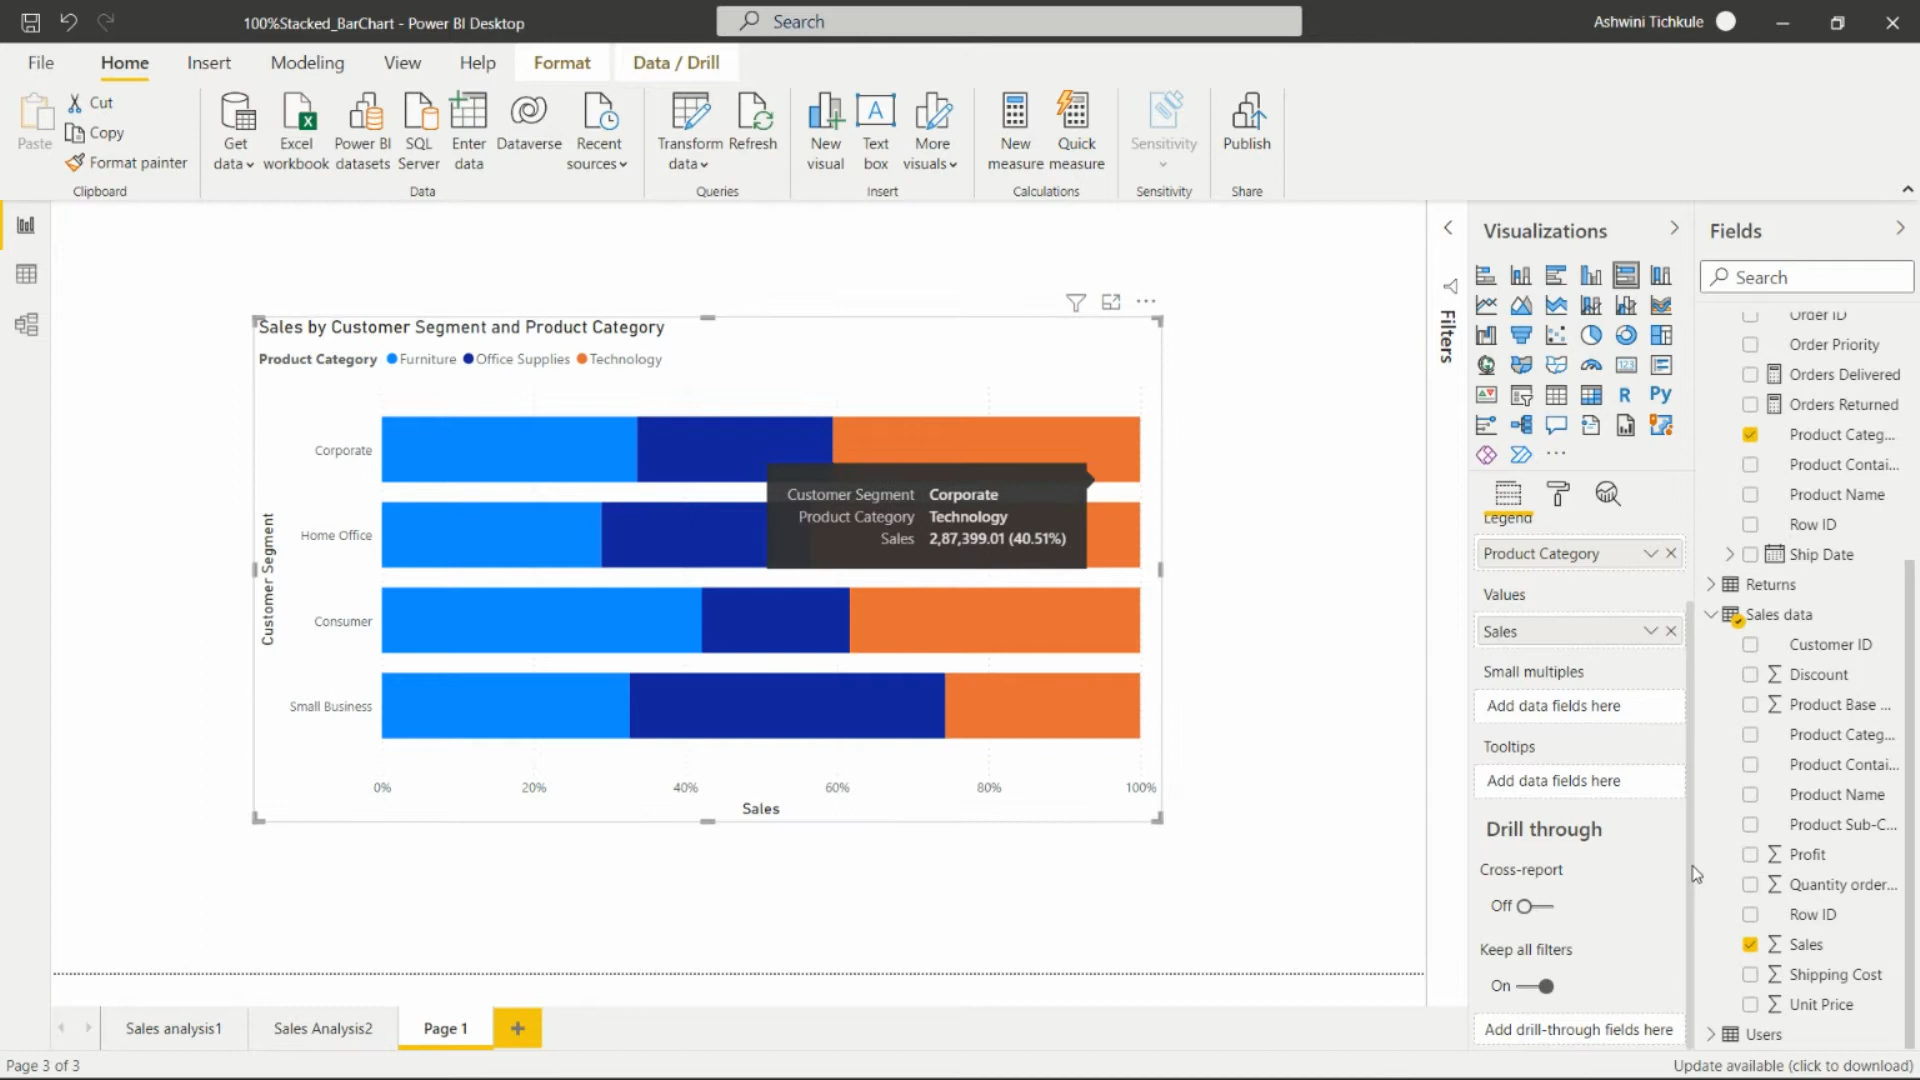 100%Stacked_BarChart - Power BI Desktop
Search
Ashwini Tichkule
File Home Insert Modeling View Help Format Data / Drill
Paste
Cut
Copy
Format painter
Clipboard
Get data
Excel workbook
Power BI datasets
SQL Server
Enter data
Dataverse
Recent sources
Data
Transform data
Refresh
Queries
New visual
Text box
More visuals
Insert
New measure
Quick measure
Calculations
Sensitivity
Sensitivity
Publish
Share
Sales by Customer Segment and Product Category
Product Category Furniture Office Supplies Technology
Customer Segment
Corporate
Home Office
Consumer
Small Business
Customer Segment Corporate
Product Category Technology
Sales 2,87,399.01 (40.51%)
0% 20% 40% 60% 80% 100%
Sales
Filters
Visualizations
R Py
123
Legend
Product Category
Values
Sales
Small multiples
Add data fields here
Tooltips
Add data fields here
Drill through
Cross-report
Off
Keep all filters
On
Add drill-through fields here
Fields
Search
Order ID
Order Priority
Orders Delivered
Orders Returned
Product Categ...
Product Contai...
Product Name
Row ID
Ship Date
Returns
Sales data
Customer ID
Discount
Product Base ...
Product Categ...
Product Contai...
Product Name
Product Sub-C...
Profit
Quantity order...
Row ID
Sales
Shipping Cost
Unit Price
Users
Sales analysis1 Sales Analysis2 Page 1 +
Page 3 of 3
Update available (click to download)